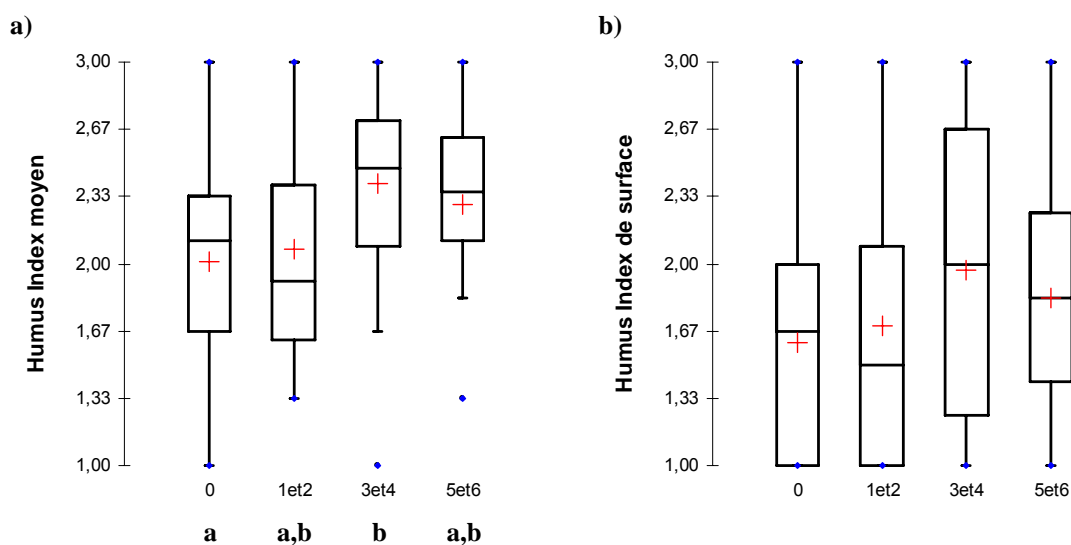 a)
Humus Index moyen
3,00
2,67
2,33
2,00
1,67
1,33
1,00
0 1et2 3et4 5et6
a a,b b a,b
b)
Humus Index de surface
3,00
2,67
2,33
2,00
1,67
1,33
1,00
0 1et2 3et4 5et6